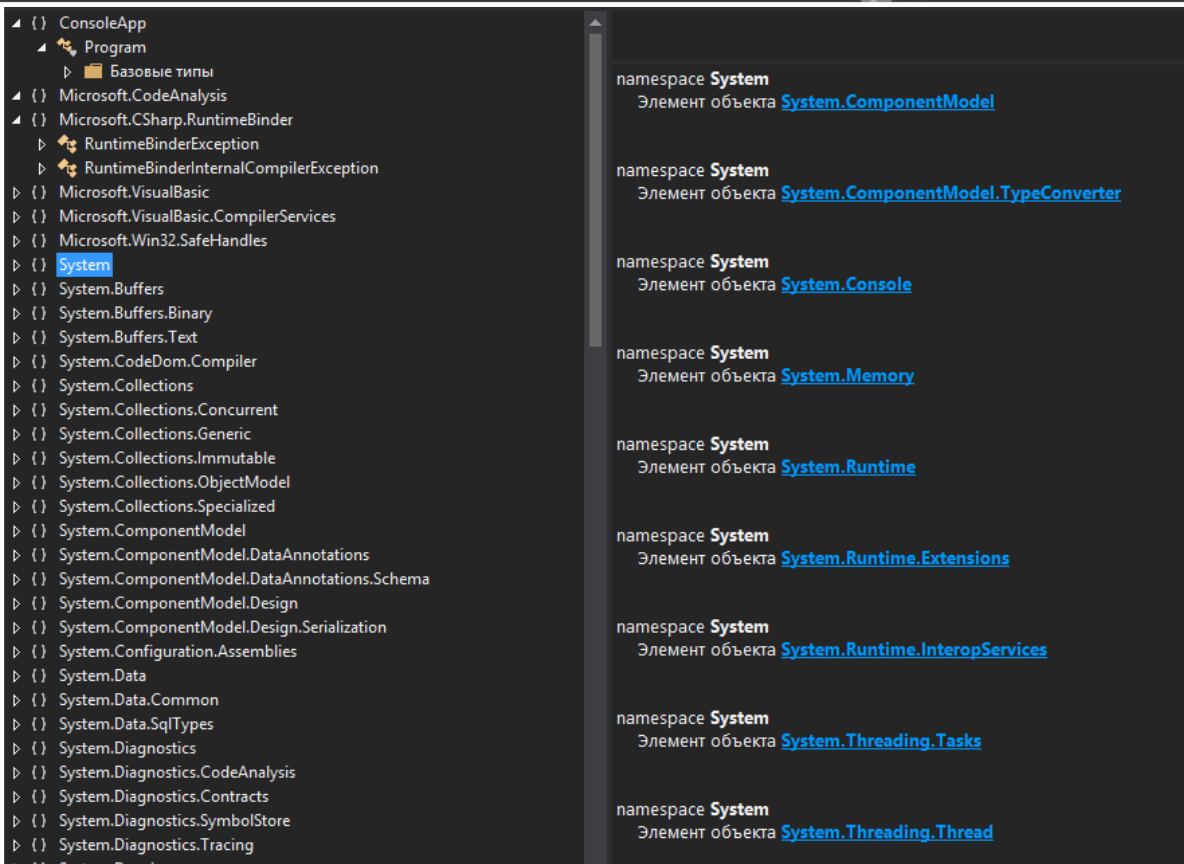 ConsoleApp
Program
Базовые типы
Microsoft.CodeAnalysis
Microsoft.CSharp.RuntimeBinder
RuntimeBinderException
RuntimeBinderInternalCompilerException
Microsoft.VisualBasic
Microsoft.VisualBasic.CompilerServices
Microsoft.Win32.SafeHandles
System
System.Buffers
System.Buffers.Binary
System.Buffers.Text
System.CodeDom.Compiler
System.Collections
System.Collections.Concurrent
System.Collections.Generic
System.Collections.Immutable
System.Collections.ObjectModel
System.Collections.Specialized
System.ComponentModel
System.ComponentModel.DataAnnotations
System.ComponentModel.DataAnnotations.Schema
System.ComponentModel.Design
System.ComponentModel.Design.Serialization
System.Configuration.Assemblies
System.Data
System.Data.Common
System.Data.SqlTypes
System.Diagnostics
System.Diagnostics.CodeAnalysis
System.Diagnostics.Contracts
System.Diagnostics.SymbolStore
System.Diagnostics.Tracing
namespace System
Элемент объекта System.ComponentModel
namespace System
Элемент объекта System.ComponentModel.TypeConverter
namespace System
Элемент объекта System.Console
namespace System
Элемент объекта System.Memory
namespace System
Элемент объекта System.Runtime
namespace System
Элемент объекта System.Runtime.Extensions
namespace System
Элемент объекта System.Runtime.InteropServices
namespace System
Элемент объекта System.Threading.Tasks
namespace System
Элемент объекта System.Threading.Thread